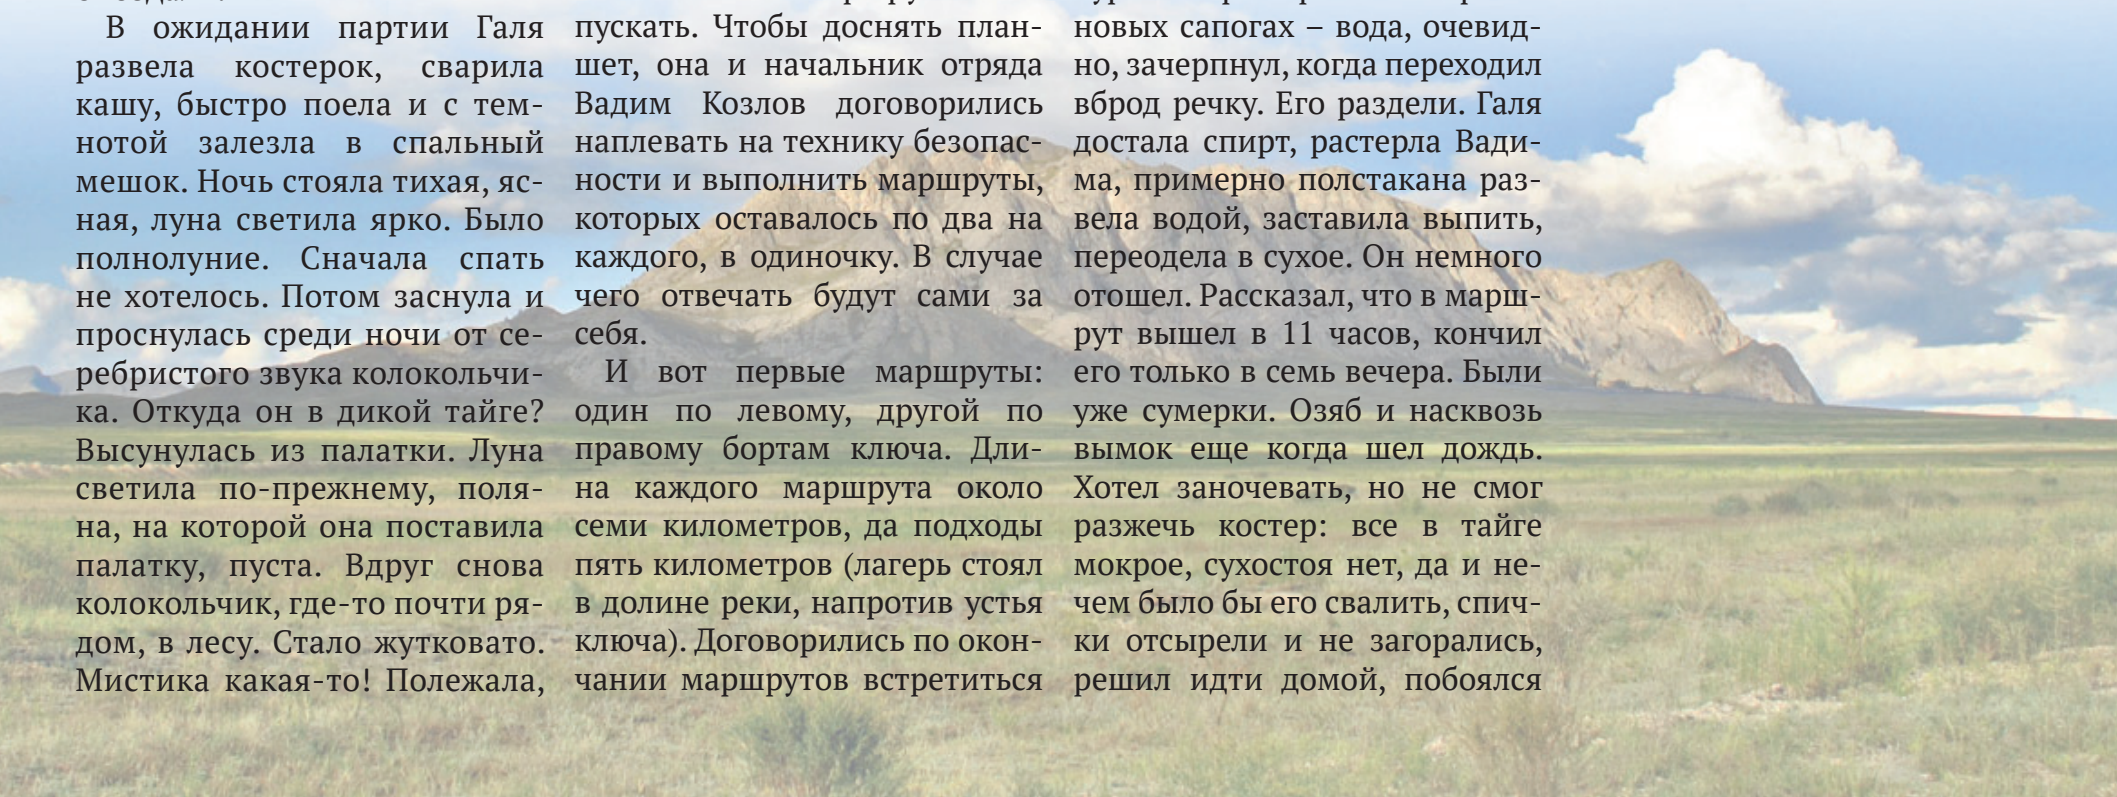 В ожидании партии Галя
развела костерок, сварила
кашу, быстро поела и с тем-
нотой залезла в спальный
мешок. Ночь стояла тихая, яс-
ная, луна светила ярко. Было
полнолуние. Сначала спать
не хотелось. Потом заснула и
проснулась среди ночи от се-
ребристого звука колокольчи-
ка. Откуда он в дикой тайге?
Высунулась из палатки. Луна
светила по-прежнему, поля-
на, на которой она поставила
палатку, пуста. Вдруг снова
колокольчик, где-то почти ря-
дом, в лесу. Стало жутковато.
Мистика какая-то! Полежала,
пускать. Чтобы доснять план-
шет, она и начальник отряда
Вадим Козлов договорились
наплевать на технику безопас-
ности и выполнить маршруты,
которых оставалось по два на
каждого, в одиночку. В случае
чего отвечать будут сами за
себя.
И вот первые маршруты:
один по левому, другой по
правому бортам ключа. Дли-
на каждого маршрута около
семи километров, да подходы
пять километров (лагерь стоял
в долине реки, напротив устья
ключа). Договорились по окон-
чании маршрутов встретиться
новых сапогах – вода, очевид-
но, зачерпнул, когда переходил
вброд речку. Его раздели. Галя
достала спирт, растерла Вади-
ма, примерно полстакана раз-
вела водой, заставила выпить,
переодела в сухое. Он немного
отошел. Рассказал, что в марш-
рут вышел в 11 часов, кончил
его только в семь вечера. Были
уже сумерки. Озяб и насквозь
вымок еще когда шел дождь.
Хотел заночевать, но не смог
разжечь костер: все в тайге
мокрое, сухостоя нет, да и не-
чем было бы его свалить, спич-
ки отсырели и не загорались,
решил идти домой, побоялся